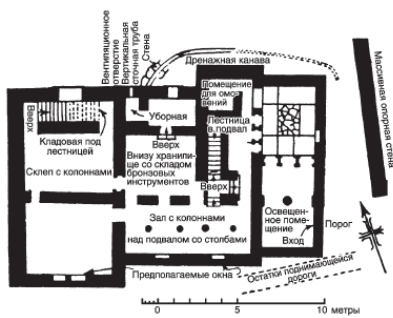 Вентиляционное
отверстие
Вертикальная
сточная труба
Стена
Дренажная канава
Массивная опорная стена
Вверх
Кладовая под
лестницей
Склеп с колоннами
Уборная
Вверх
Внизу хранили-
ще со складом
бронзовых
инструментов
Помещение
для омо-
вений
Лестница
в подвал
Вверх
Зал с колоннами
над подвалом со столбами
Освещен-
ное поме-
щение
Вход
Порог
Предполагаемые окна
Остатки поднимающейся
дороги
0 5 10 метры